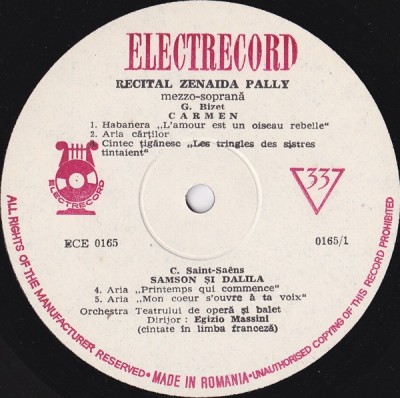 ELECTRECORD
RECITAL ZENAIDA PALLY
mezzo-soprană
G. Bizet
CARMEN
1. Habañera „L'amour est un oiseau rebelle"
2. Aria cărților
3. Cîntec țigănesc „Les tringles des sistres
tintaient"
ELECTRECORD
33
ECE 0165
0165/1
C. Saint-Saëns
SAMSON ȘI DALILA
4. Aria „Printemps qui commence"
5. Aria „Mon coeur s'ouvre à ta voix"
Orchestra Teatrului de operă și balet
Dirijor : Egizio Massini
(cîntate în limba franceză)
ALL RIGHTS OF THE MANUFACTURER RESERVED • MADE IN ROMANIA • UNAUTHORISED COPYING OF THIS RECORD PROHIBITED